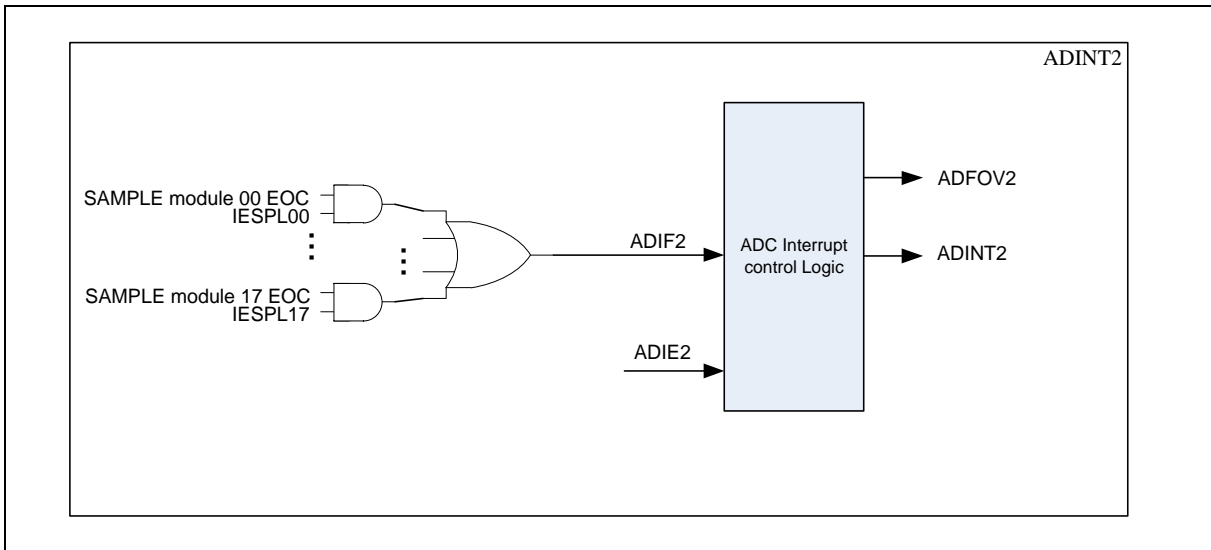 ADINT2
SAMPLE module 00 EOC
IESPL00
SAMPLE module 17 EOC
IESPL17
ADIF2
ADIE2
ADC Interrupt
control Logic
ADFOV2
ADINT2